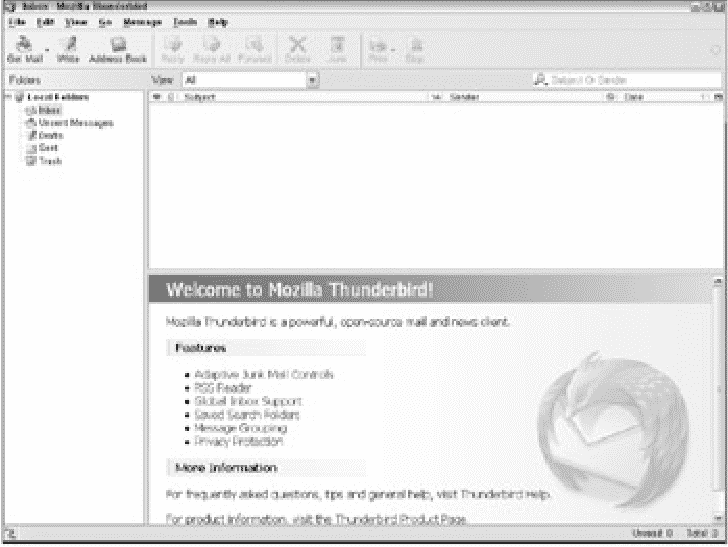 Inbox - Mozilla Thunderbird
File Edit View Go Message Tools Help
Get Mail Write Address Book Reply Reply All Forward Delete Junk Print Stop
Folders View: All Subject Or Sender
Local Folders
Subject Sender Date
Inbox
Unsent Messages
Drafts
Sent
Trash
Welcome to Mozilla Thunderbird!
Mozilla Thunderbird is a powerful, open-source mail and news client.
Features
• Adaptive Junk Mail Controls
• RSS Reader
• Global Inbox Support
• Saved Search Folders
• Message Grouping
• Privacy Protection
More Information
For frequently asked questions, tips and general help, visit Thunderbird Help.
For product information, visit the Thunderbird Product Page.
Unread: 0 Total: 0